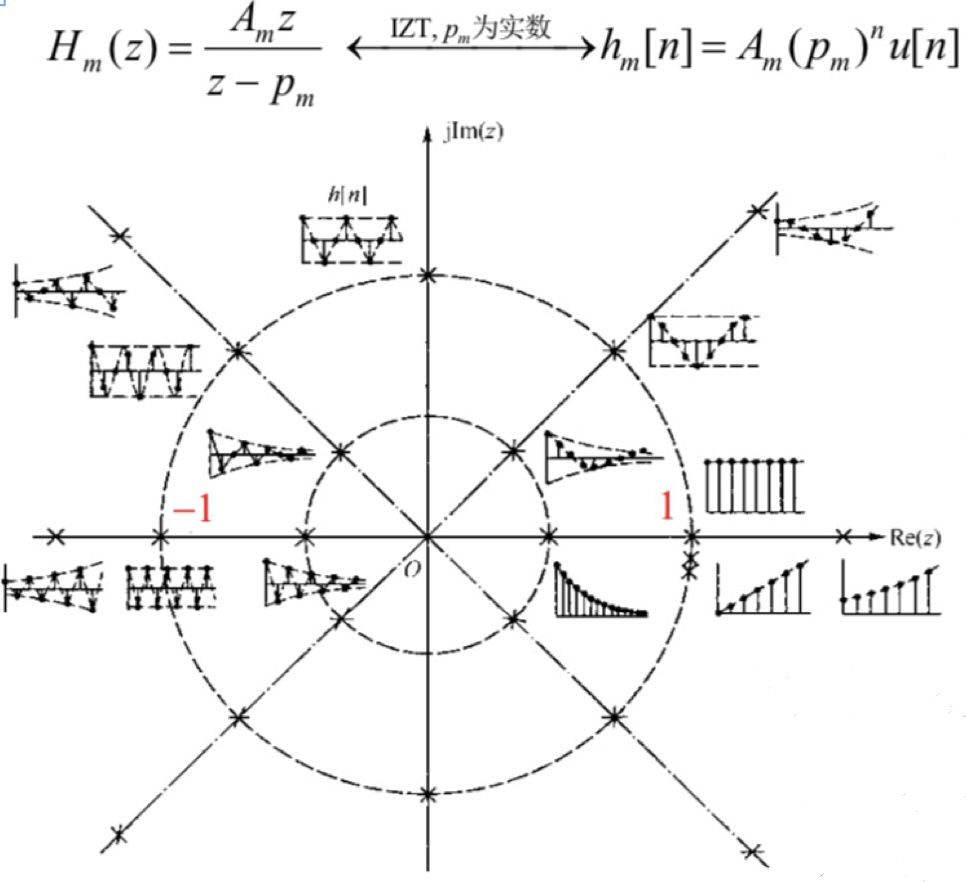 H_m(z) = A_m z / (z − p_m) ⟷ IZT, p_m为实数 h_m[n] = A_m(p_m)^n u[n]
jIm(z)
h[n]
−1
1
O
Re(z)